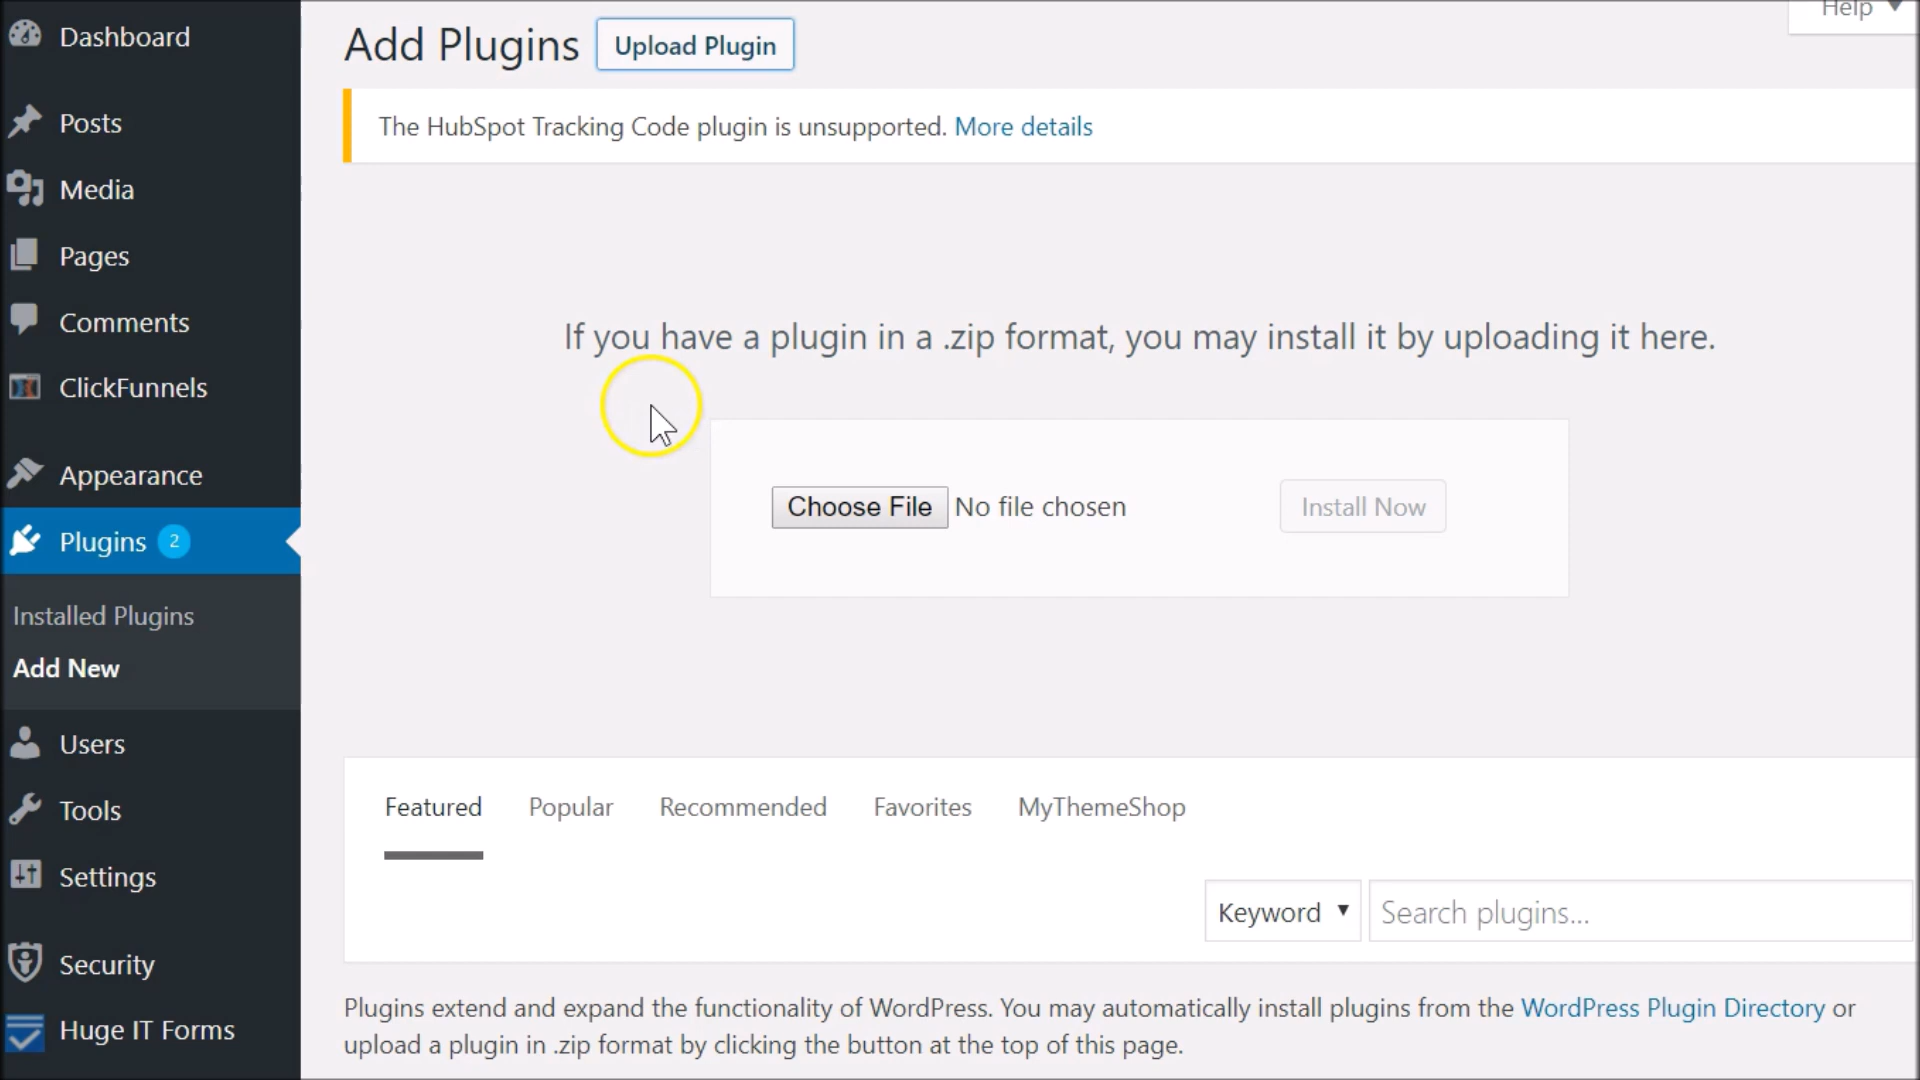 Dashboard
Posts
Media
Pages
Comments
ClickFunnels
Appearance
Plugins 2
Installed Plugins
Add New
Users
Tools
Settings
Security
Huge IT Forms
Help ▼
Add Plugins Upload Plugin
The HubSpot Tracking Code plugin is unsupported. More details
If you have a plugin in a .zip format, you may install it by uploading it here.
Choose File No file chosen Install Now
Featured Popular Recommended Favorites MyThemeShop
Keyword ▼ Search plugins...
Plugins extend and expand the functionality of WordPress. You may automatically install plugins from the WordPress Plugin Directory or
upload a plugin in .zip format by clicking the button at the top of this page.